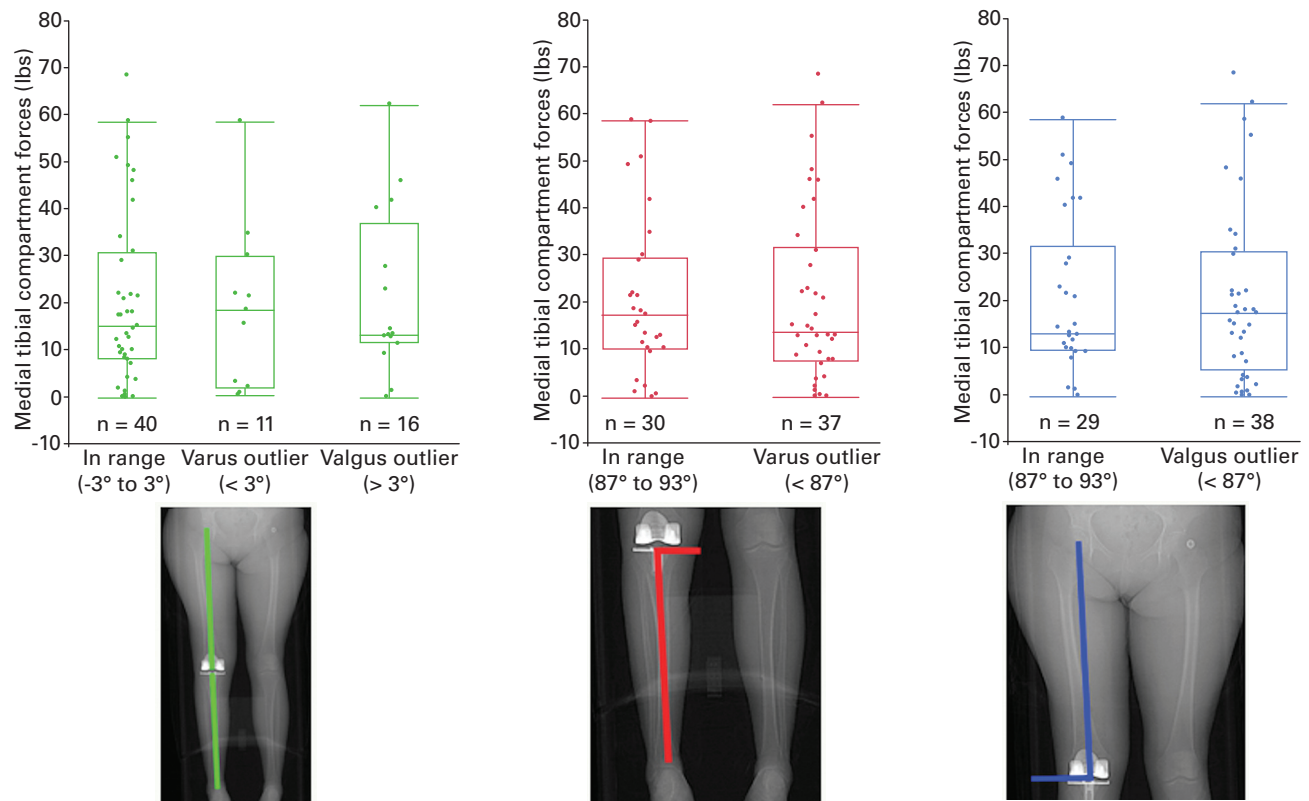 Medial tibial compartment forces (lbs)
80
70
60
50
40
30
20
10
0
-10
n = 40
n = 11
n = 16
In range
(-3° to 3°)
Varus outlier
(< 3°)
Valgus outlier
(> 3°)
Medial tibial compartment forces (lbs)
80
70
60
50
40
30
20
10
0
-10
n = 30
n = 37
In range
(87° to 93°)
Varus outlier
(< 87°)
Medial tibial compartment forces (lbs)
80
70
60
50
40
30
20
10
0
-10
n = 29
n = 38
In range
(87° to 93°)
Valgus outlier
(< 87°)